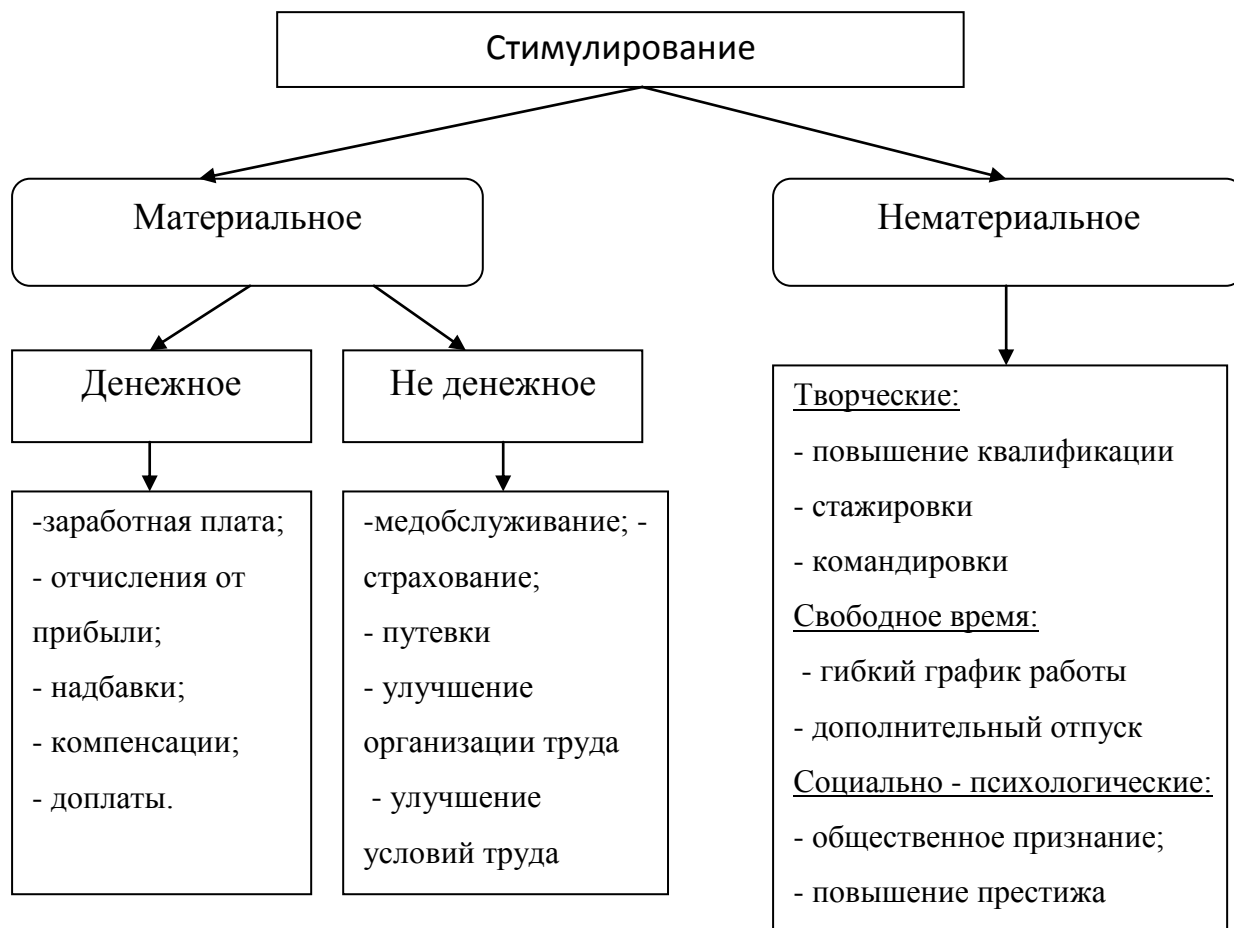 Стимулирование
Материальное
Нематериальное
Денежное
Не денежное
-заработная плата;
- отчисления от
прибыли;
- надбавки;
- компенсации;
- доплаты.
-медобслуживание; -
страхование;
- путевки
- улучшение
организации труда
- улучшение
условий труда
Творческие:
- повышение квалификации
- стажировки
- командировки
Свободное время:
- гибкий график работы
- дополнительный отпуск
Социально - психологические:
- общественное признание;
- повышение престижа